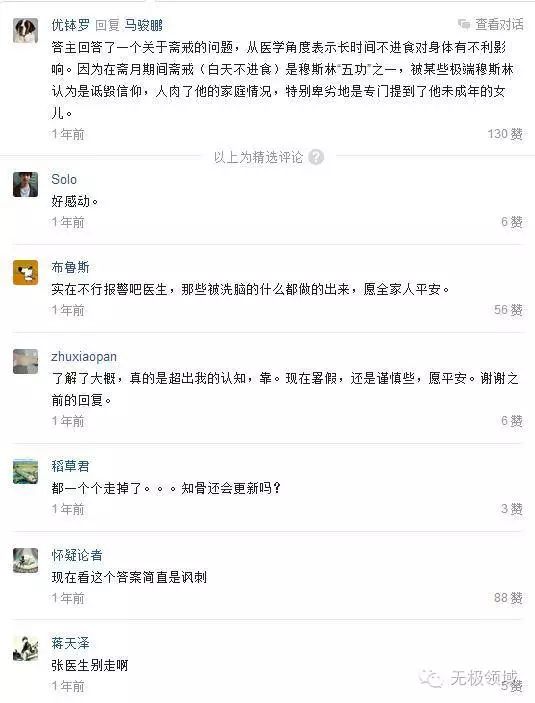 优钵罗 回复 马骏鹏 查看对话
答主回答了一个关于斋戒的问题，从医学角度表示长时间不进食对身体有不利影
响。因为在斋月期间斋戒（白天不进食）是穆斯林“五功”之一，被某些极端穆斯林
认为是诋毁信仰，人肉了他的家庭情况，特别卑劣地是专门提到了他未成年的女
儿。
1年前 130 赞
以上为精选评论 ?
Solo
好感动。
1年前 6 赞
布鲁斯
实在不行报警吧医生，那些被洗脑的什么都做的出来，愿全家人平安。
1年前 56 赞
zhuxiaopan
了解了大概，真的是超出我的认知，靠。现在署假，还是谨慎些，愿平安。谢谢之
前的回复。
1年前 6 赞
稻草君
都一个个走掉了。。。知骨还会更新吗？
1年前 3 赞
怀疑论者
现在看这个答案简直是讽刺
1年前 88 赞
蒋天泽
张医生别走啊
1年前 5 赞
无极领域